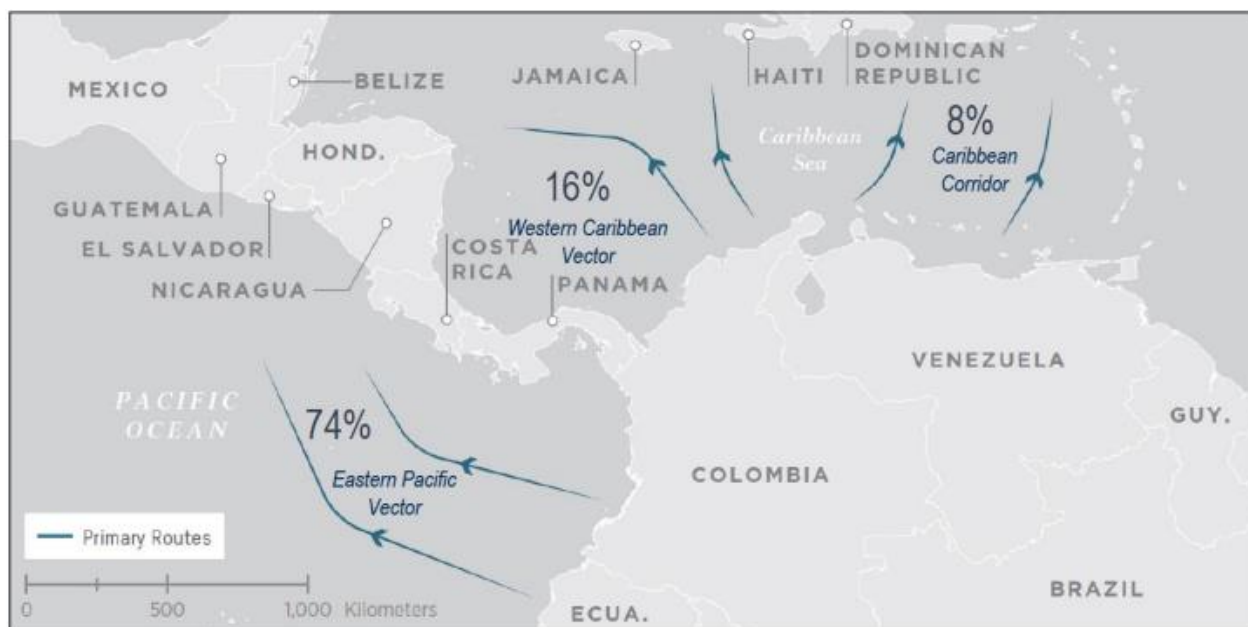 MEXICO
BELIZE
JAMAICA
HAITI
DOMINICAN
REPUBLIC
HOND.
Caribbean
Sea
8%
Caribbean
Corridor
16%
Western Caribbean
Vector
GUATEMALA
EL SALVADOR
NICARAGUA
COSTA
RICA
PANAMA
VENEZUELA
GUY.
PACIFIC
OCEAN
74%
Eastern Pacific
Vector
COLOMBIA
Primary Routes
0 500 1,000 Kilometers
ECUA.
BRAZIL